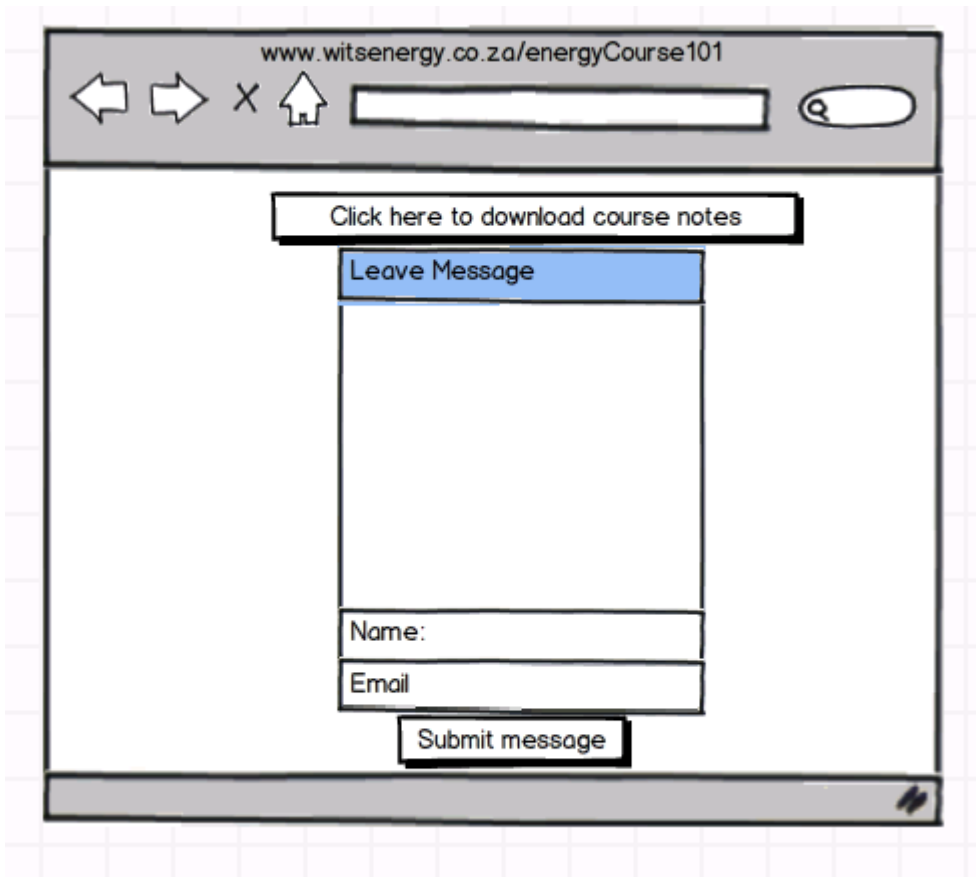 www.witsenergy.co.za/energyCourse101
Click here to download course notes
Leave Message
Name:
Email
Submit message